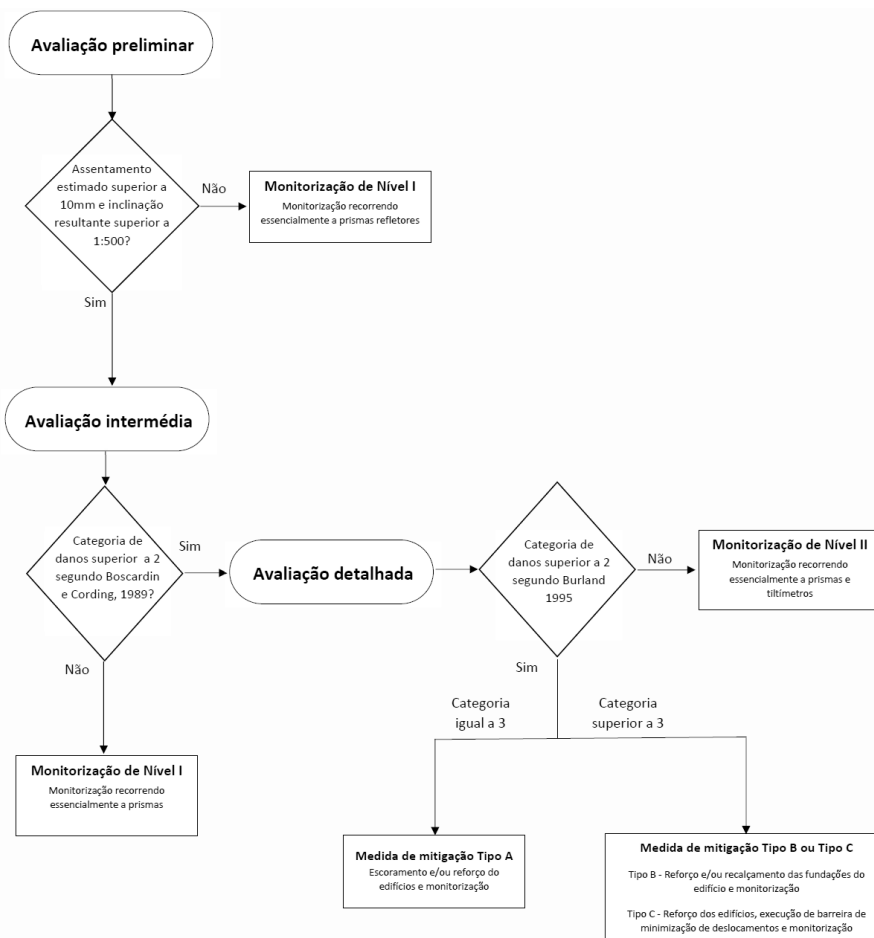 Avaliação preliminar
Assentamento
estimado superior a
10mm e inclinação
resultante superior a
1:500?
Não
Monitorização de Nível I
Monitorização recorrendo
essencialmente a prismas refletores
Sim
Avaliação intermédia
Categoria de
danos superior a 2
segundo Boscardin
e Cording, 1989?
Sim
Avaliação detalhada
Categoria de
danos superior a 2
segundo Burland
1995
Não
Monitorização de Nível II
Monitorização recorrendo
essencialmente a prismas e
tiltímetros
Não
Sim
Categoria
igual a 3
Categoria
superior a 3
Monitorização de Nível I
Monitorização recorrendo
essencialmente a prismas
Medida de mitigação Tipo A
Escoramento e/ou reforço do
edifícios e monitorização
Medida de mitigação Tipo B ou Tipo C
Tipo B - Reforço e/ou recalçamento das fundações do
edifício e monitorização
Tipo C - Reforço dos edifícios, execução de barreira de
minimização de deslocamentos e monitorização